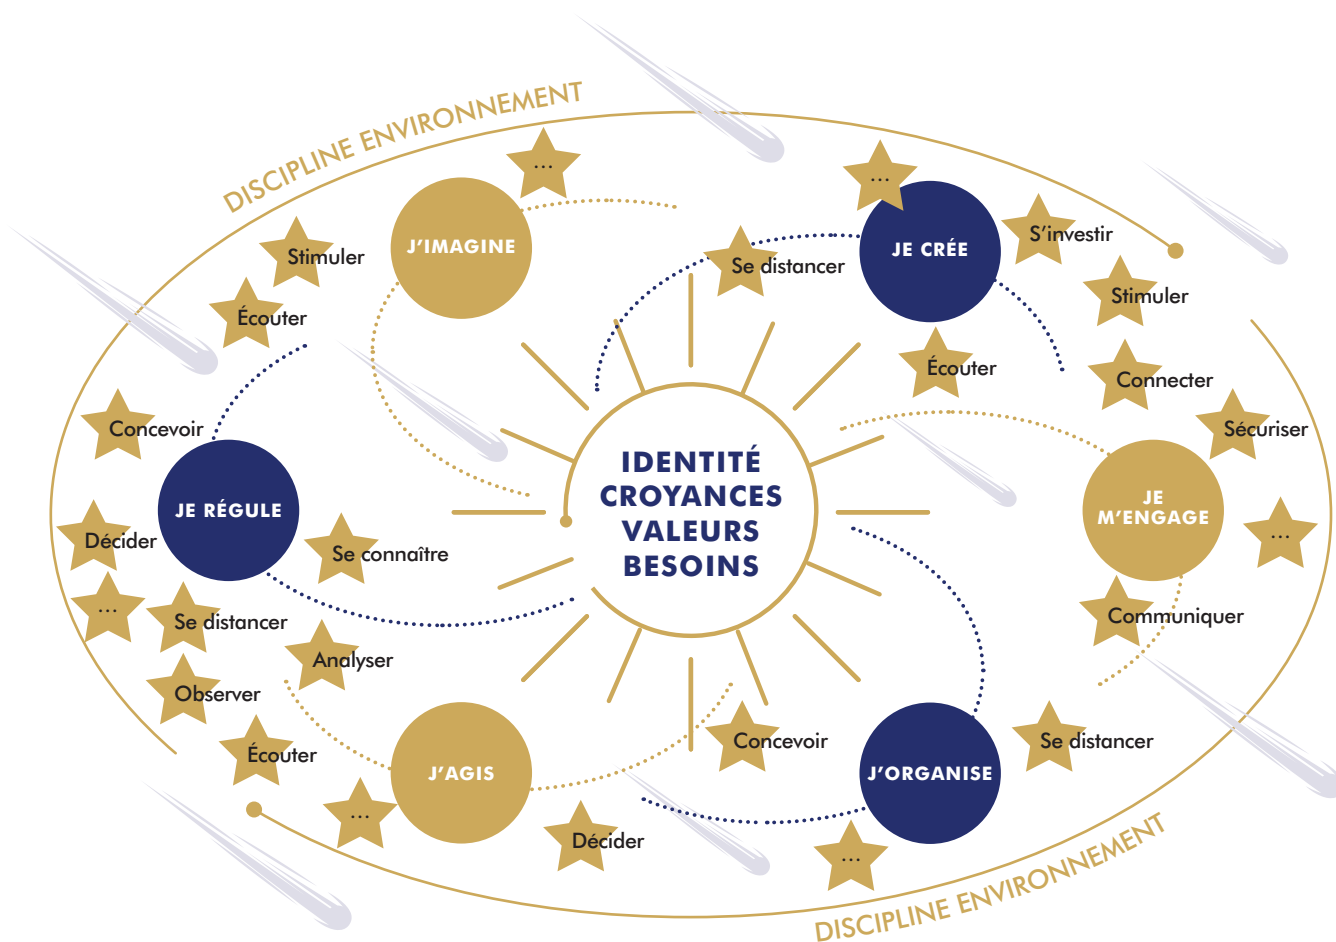 DISCIPLINE ENVIRONNEMENT
...
...
J'IMAGINE
JE CRÉE
S'investir
Stimuler
Se distancer
Stimuler
Écouter
Écouter
Connecter
Concevoir
Sécuriser
IDENTITÉ
CROYANCES
VALEURS
BESOINS
JE RÉGULE
JE
M'ENGAGE
...
Décider
Se connaître
...
Se distancer
Communiquer
Analyser
Observer
Écouter
Concevoir
Se distancer
J'AGIS
J'ORGANISE
...
Décider
...
DISCIPLINE ENVIRONNEMENT